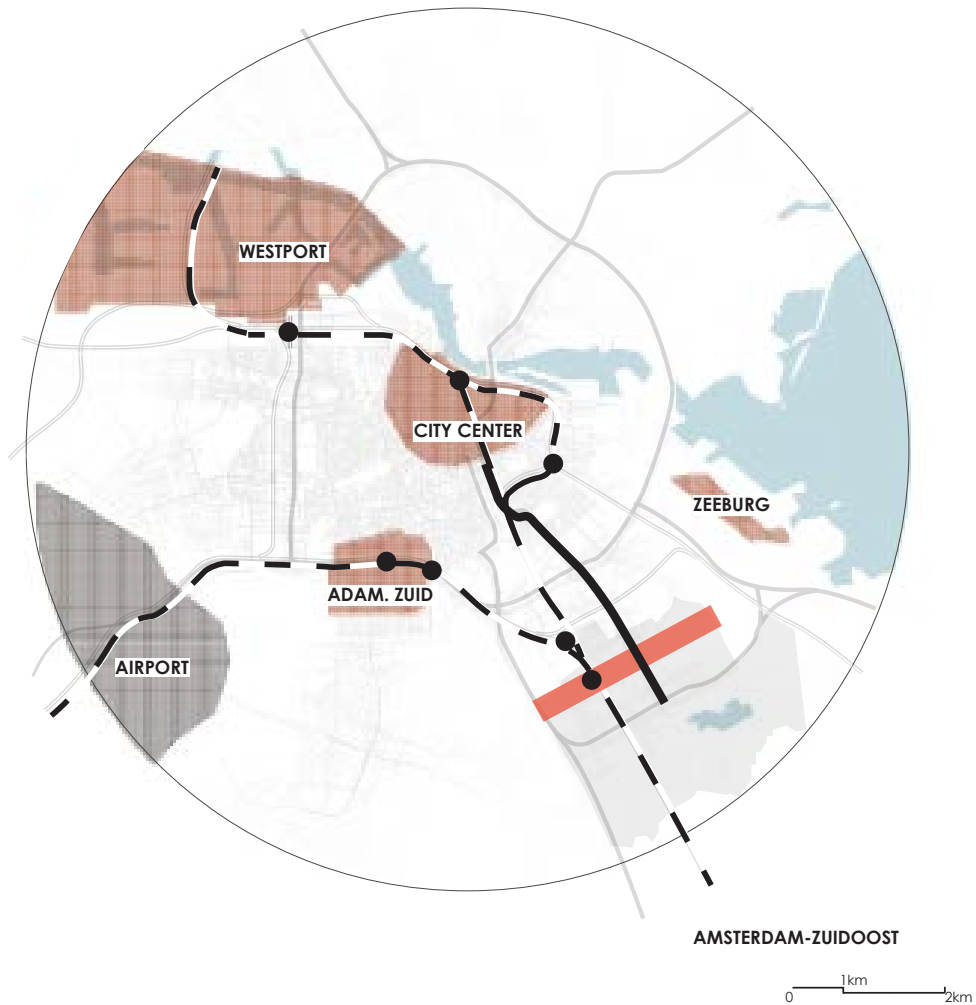 WESTPORT
CITY CENTER
ZEEBURG
ADAM. ZUID
AIRPORT
AMSTERDAM-ZUIDOOST
1km
0
2km